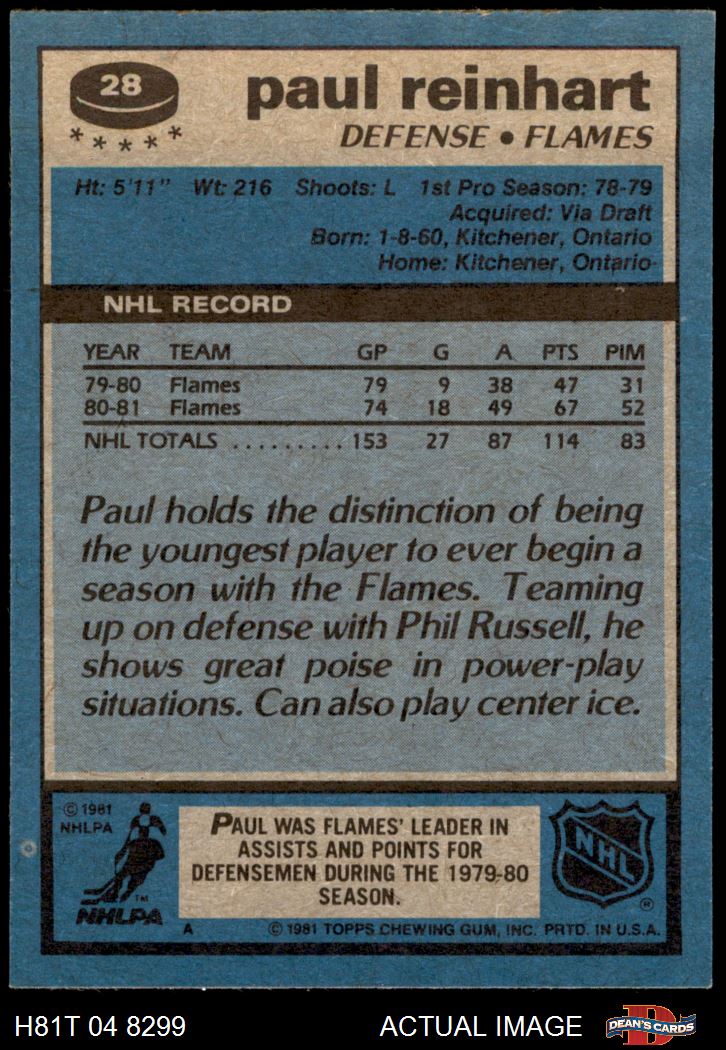 28
paul reinhart
DEFENSE • FLAMES
Ht: 5'11" Wt: 216 Shoots: L 1st Pro Season: 78-79
Acquired: Via Draft
Born: 1-8-60, Kitchener, Ontario
Home: Kitchener, Ontario
NHL RECORD
YEAR TEAM GP G A PTS PIM
79-80 Flames 79 9 38 47 31
80-81 Flames 74 18 49 67 52
NHL TOTALS ......... 153 27 87 114 83
Paul holds the distinction of being
the youngest player to ever begin a
season with the Flames. Teaming
up on defense with Phil Russell, he
shows great poise in power-play
situations. Can also play center ice.
© 1981
NHLPA
TM
NHLPA
PAUL WAS FLAMES' LEADER IN
ASSISTS AND POINTS FOR
DEFENSEMEN DURING THE 1979-80
SEASON.
NHL
®
A © 1981 TOPPS CHEWING GUM, INC. PRTD. IN U.S.A.
H81T 04 8299 ACTUAL IMAGE
D
DEAN'S CARDS